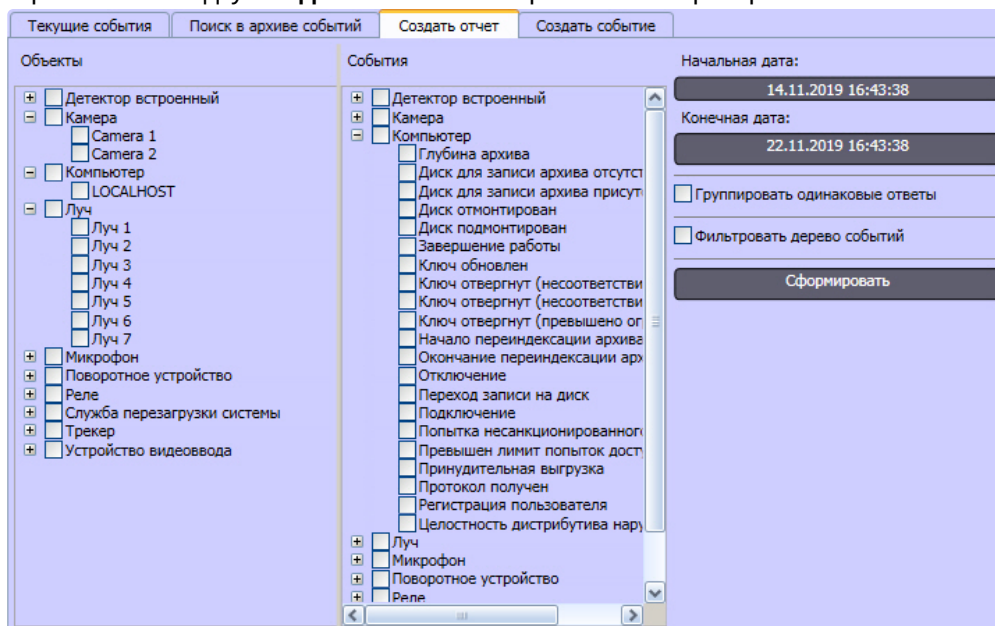 Текущие события
Поиск в архиве событий
Создать отчет
Создать событие
Объекты
Детектор встроенный
Камера
Camera 1
Camera 2
Компьютер
LOCALHOST
Луч
Луч 1
Луч 2
Луч 3
Луч 4
Луч 5
Луч 6
Луч 7
Микрофон
Поворотное устройство
Реле
Служба перезагрузки системы
Трекер
Устройство видеоввода
События
Детектор встроенный
Камера
Компьютер
Глубина архива
Диск для записи архива отсутст
Диск для записи архива присут
Диск отмонтирован
Диск подмонтирован
Завершение работы
Ключ обновлен
Ключ отвергнут (несоответстви
Ключ отвергнут (несоответстви
Ключ отвергнут (превышено ог
Начало переиндексации архива
Окончание переиндексации арх
Отключение
Переход записи на диск
Подключение
Попытка несанкционированного
Превышен лимит попыток дост
Принудительная выгрузка
Протокол получен
Регистрация пользователя
Целостность дистрибутива нару
Луч
Микрофон
Поворотное устройство
Реле
Начальная дата:
14.11.2019 16:43:38
Конечная дата:
22.11.2019 16:43:38
Группировать одинаковые ответы
Фильтровать дерево событий
Сформировать